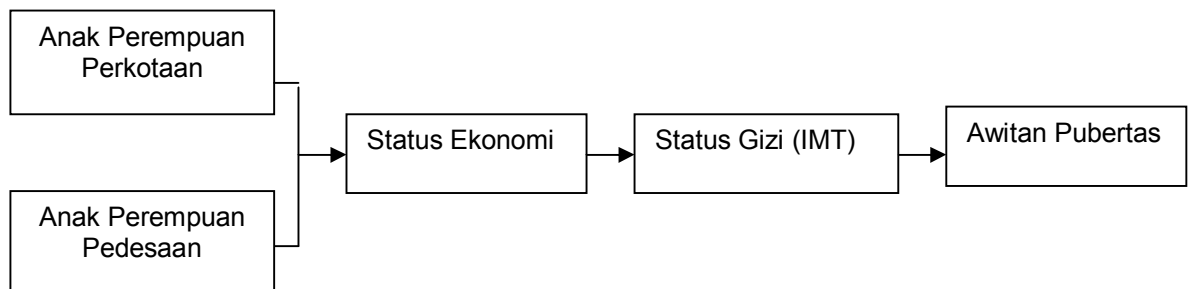 Anak Perempuan
Perkotaan
Anak Perempuan
Pedesaan
Status Ekonomi
Status Gizi (IMT)
Awitan Pubertas